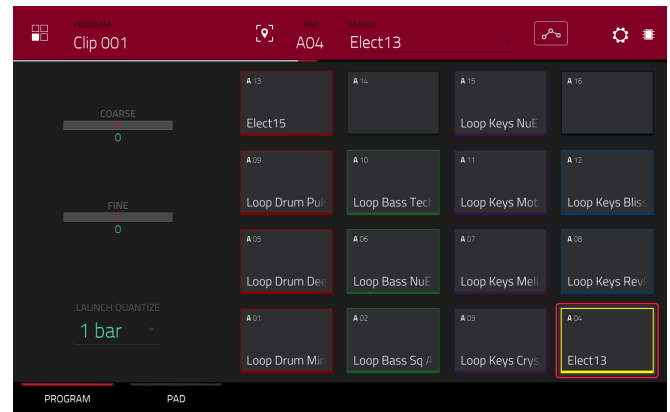 PROGRAM
Clip 001
PAD
A04
SAMPLE
Elect13
COARSE
0
FINE
0
LAUNCH QUANTIZE
1 bar
A 13
Elect15
A 14
A 15
Loop Keys NuE
A 16
A 09
Loop Drum Pul
A 10
Loop Bass Tech
A 11
Loop Keys Mot
A 12
Loop Keys Bliss
A 05
Loop Drum Dee
A 06
Loop Bass NuE
A 07
Loop Keys Mell
A 08
Loop Keys Revl
A 01
Loop Drum Min
A 02
Loop Bass Sq A
A 03
Loop Keys Crys
A 04
Elect13
PROGRAM
PAD